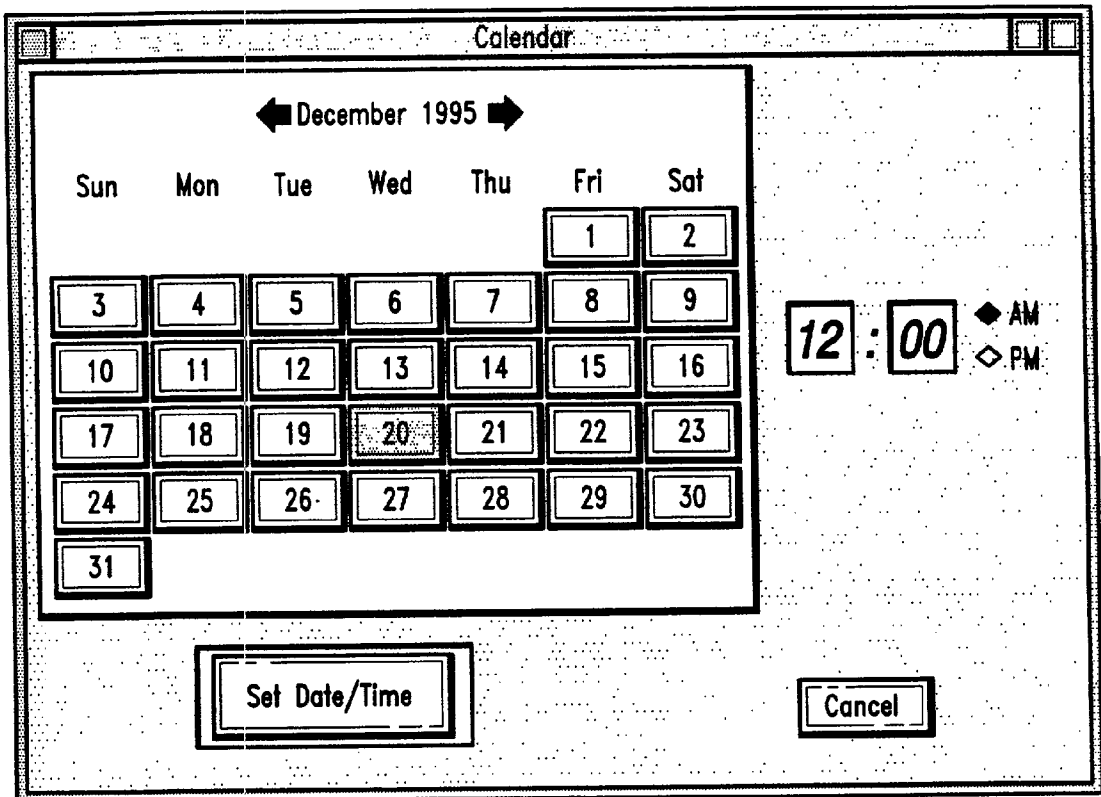 Calendar
December 1995
Sun Mon Tue Wed Thu Fri Sat
1 2
3 4 5 6 7 8 9
10 11 12 13 14 15 16
17 18 19 20 21 22 23
24 25 26 27 28 29 30
31
12 : 00 AM
PM
Set Date/Time
Cancel